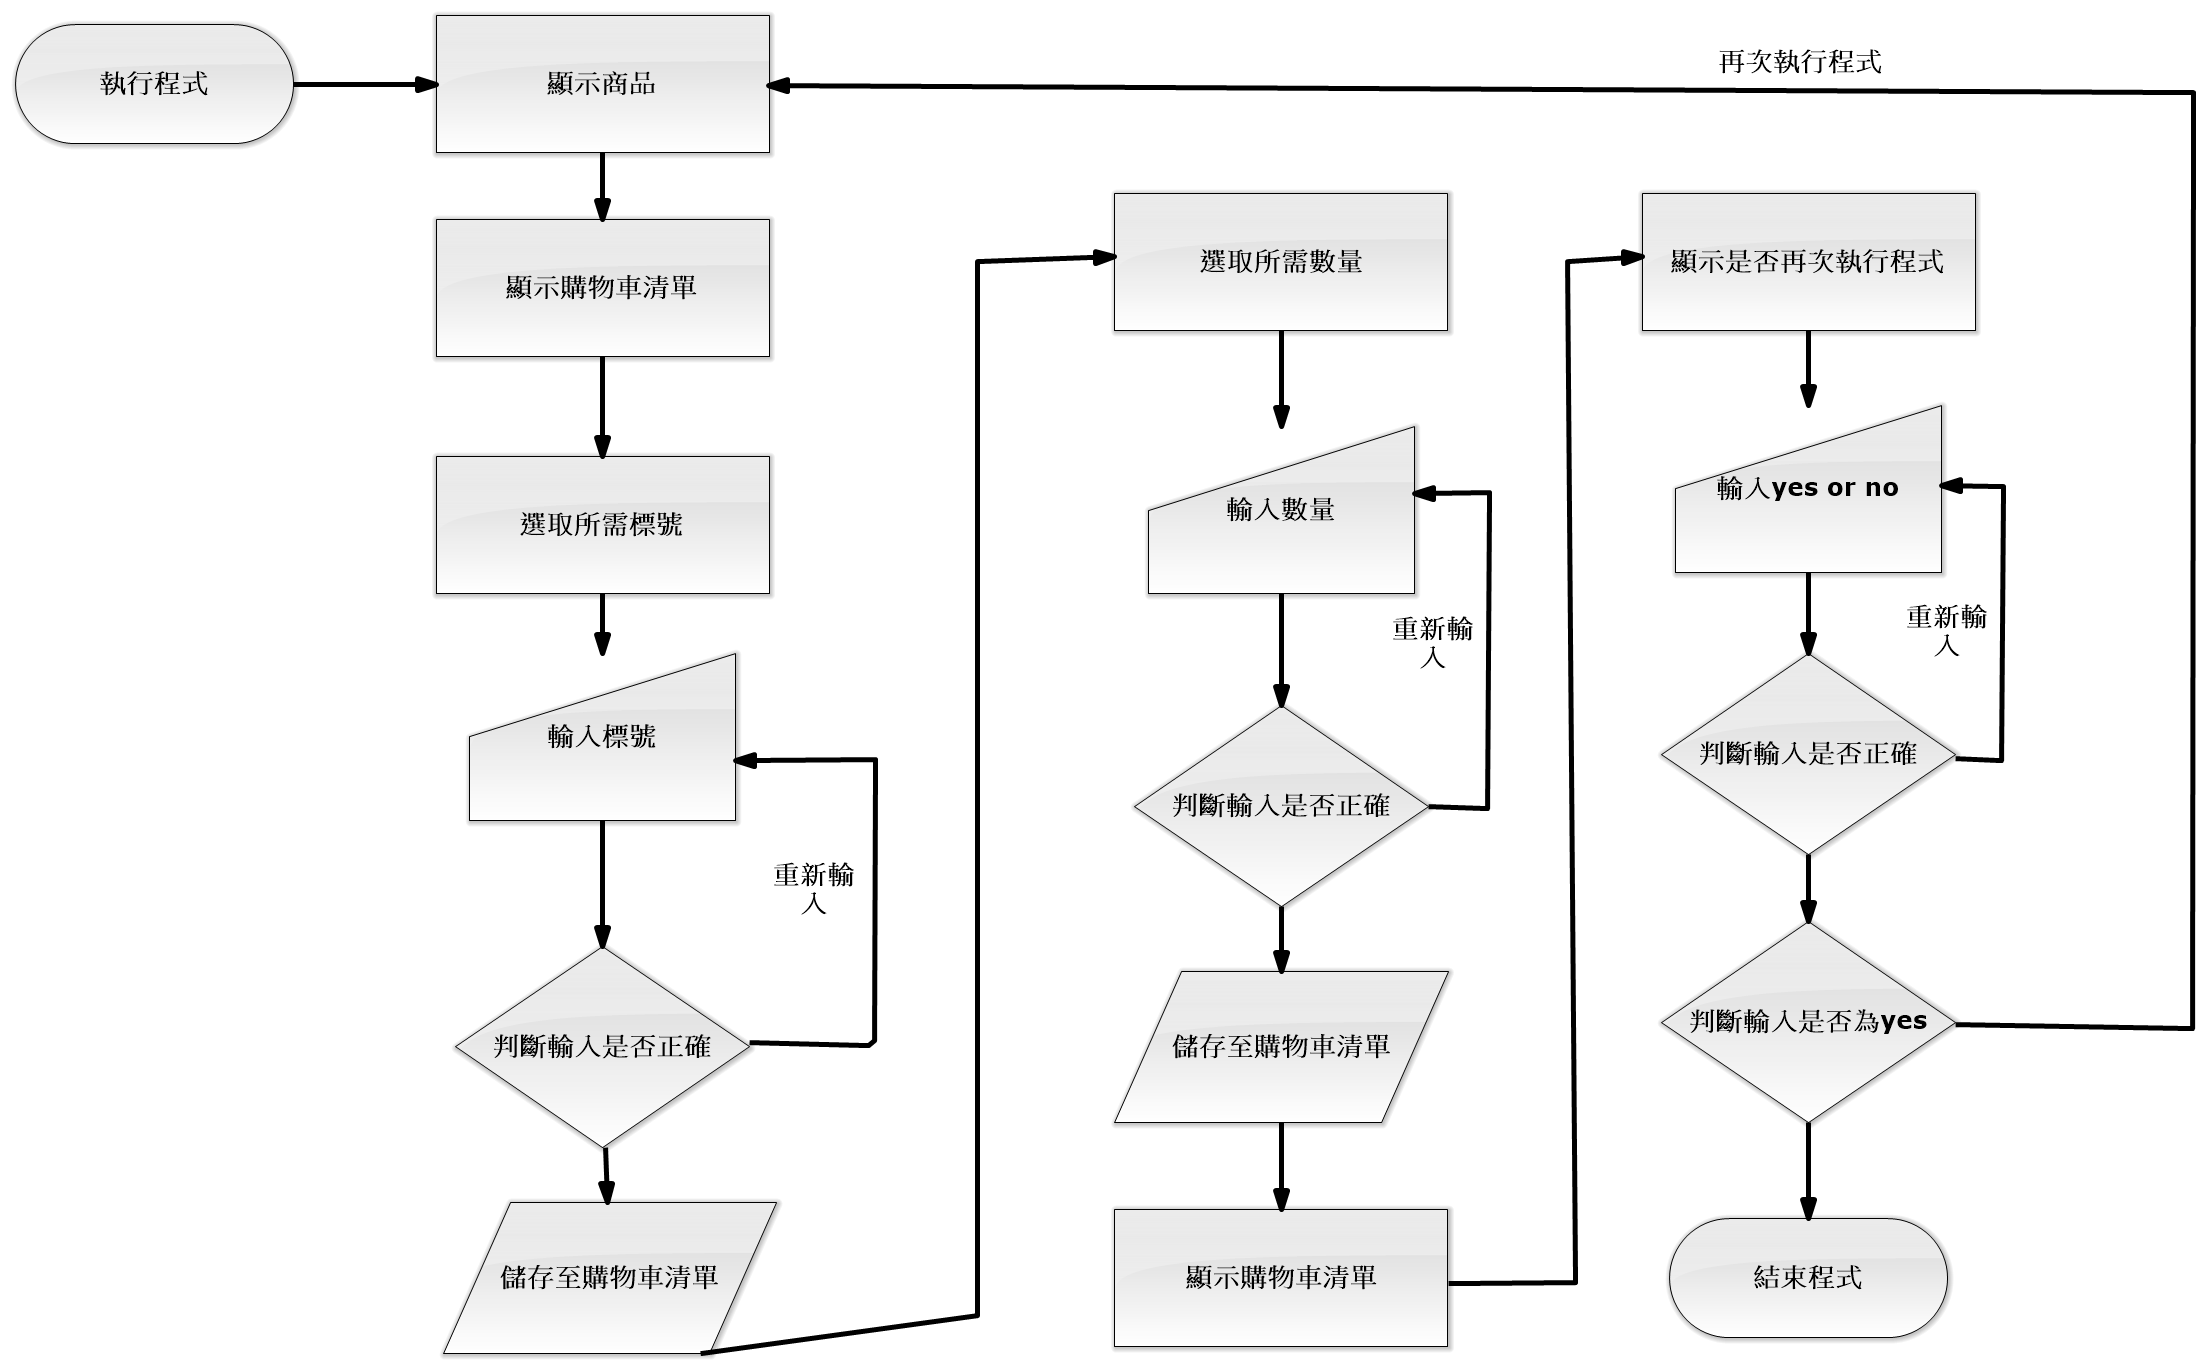 執行程式
顯示商品
再次執行程式
顯示購物車清單
選取所需標號
輸入標號
重新輸
入
判斷輸入是否正確
儲存至購物車清單
選取所需數量
輸入數量
重新輸
入
判斷輸入是否正確
儲存至購物車清單
顯示購物車清單
顯示是否再次執行程式
輸入yes or no
重新輸
入
判斷輸入是否正確
判斷輸入是否為yes
結束程式